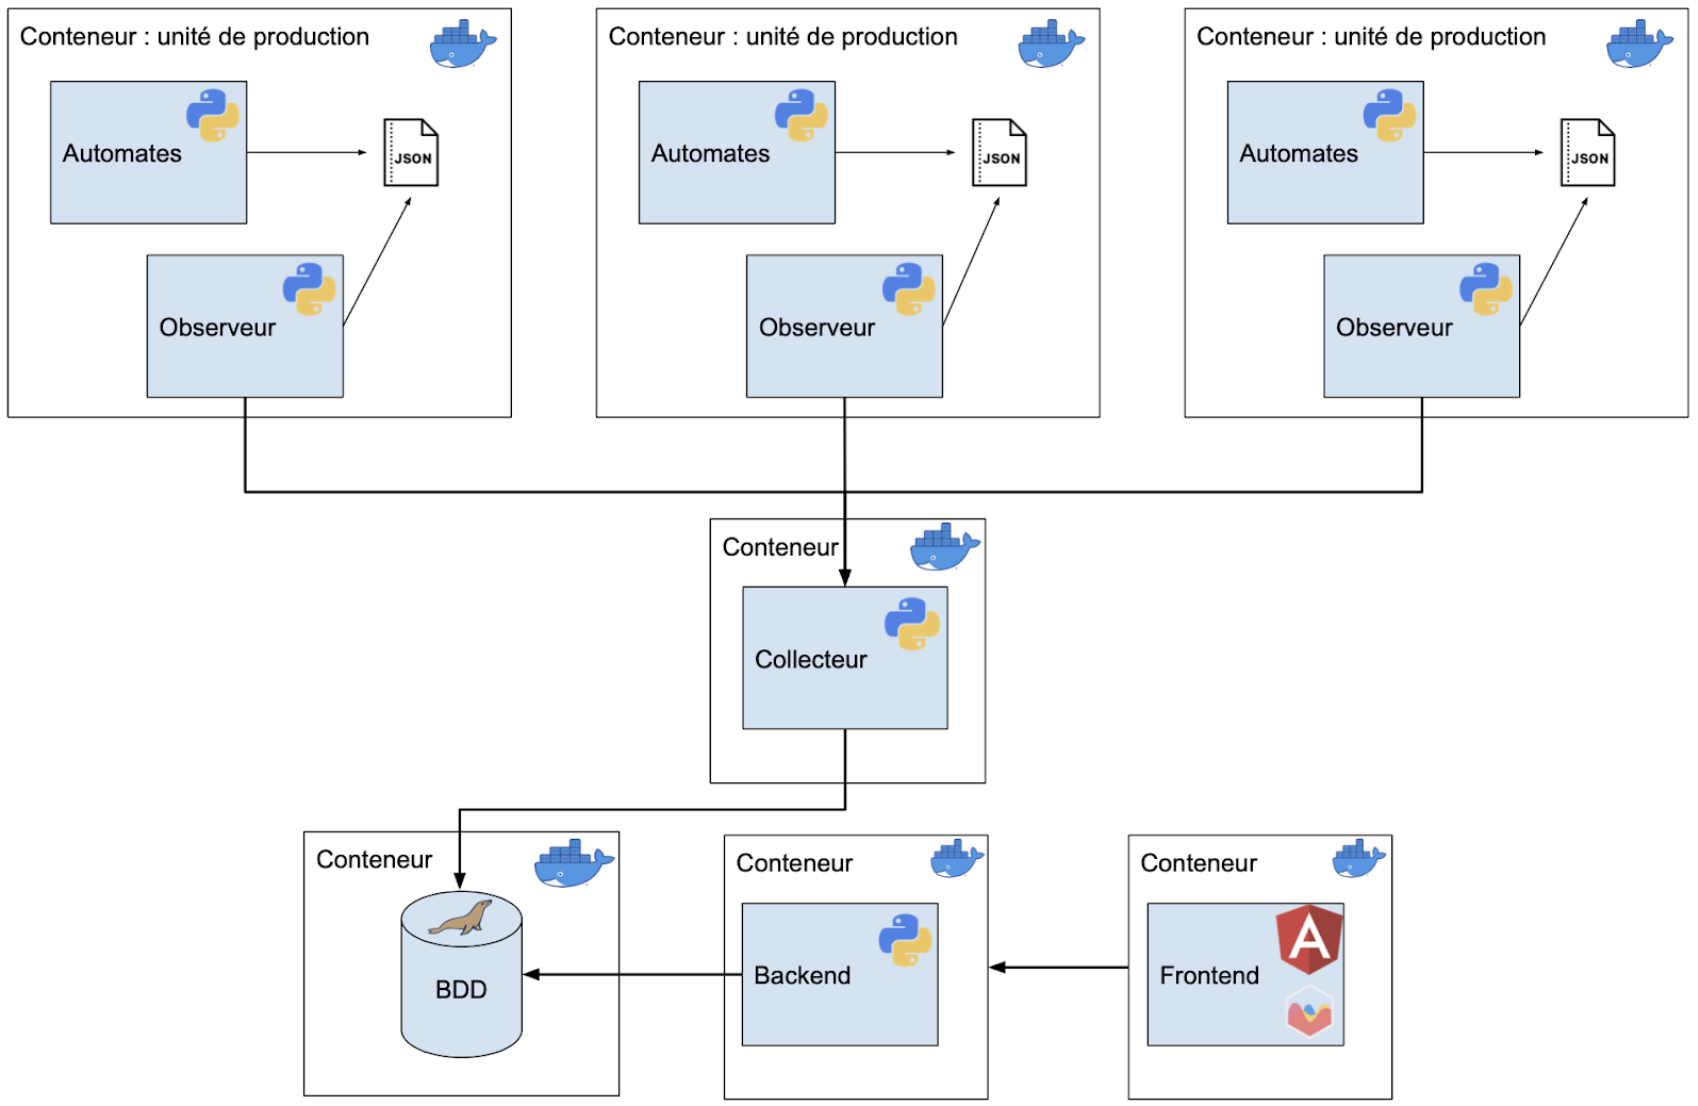 Conteneur : unité de production
Conteneur : unité de production
Conteneur : unité de production
Automates
JSON
Automates
JSON
Automates
JSON
Observeur
Observeur
Observeur
Conteneur
Collecteur
Conteneur
Conteneur
Conteneur
A
BDD
Backend
Frontend